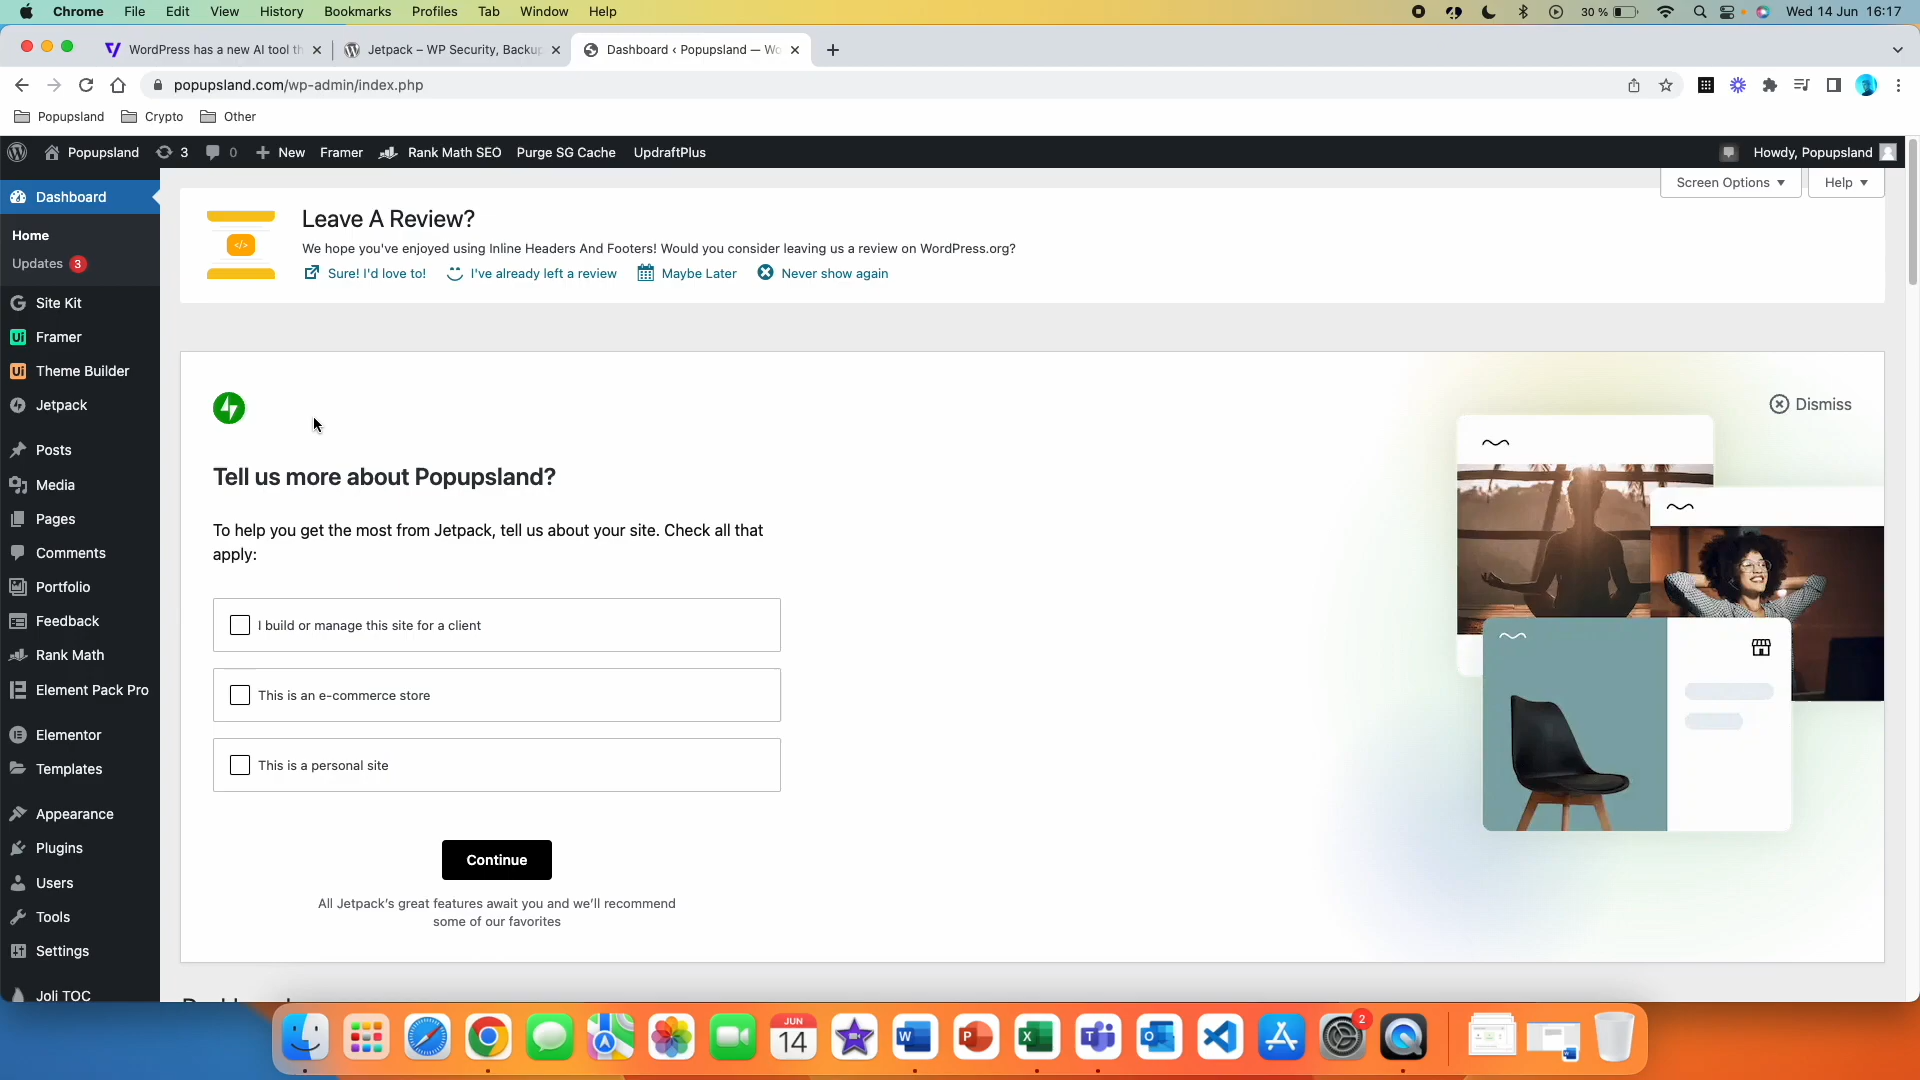 Chrome File Edit View History Bookmarks Profiles Tab Window Help 30 % Wed 14 Jun 16:17
WordPress has a new AI tool th Jetpack – WP Security, Backup Dashboard ‹ Popupsland — Wo
popupsland.com/wp-admin/index.php
Popupsland Crypto Other
Popupsland 3 0 New Framer Rank Math SEO Purge SG Cache UpdraftPlus Howdy, Popupsland
Screen Options ▼ Help ▼
Dashboard
Home
Updates 3
Site Kit
Framer
Theme Builder
Jetpack
Posts
Media
Pages
Comments
Portfolio
Feedback
Rank Math
Element Pack Pro
Elementor
Templates
Appearance
Plugins
Users
Tools
Settings
Joli TOC
Leave A Review?
We hope you've enjoyed using Inline Headers And Footers! Would you consider leaving us a review on WordPress.org?
Sure! I'd love to! I've already left a review Maybe Later Never show again
Dismiss
Tell us more about Popupsland?
To help you get the most from Jetpack, tell us about your site. Check all that
apply:
I build or manage this site for a client
This is an e-commerce store
This is a personal site
Continue
All Jetpack's great features await you and we'll recommend
some of our favorites
JUN
14
2